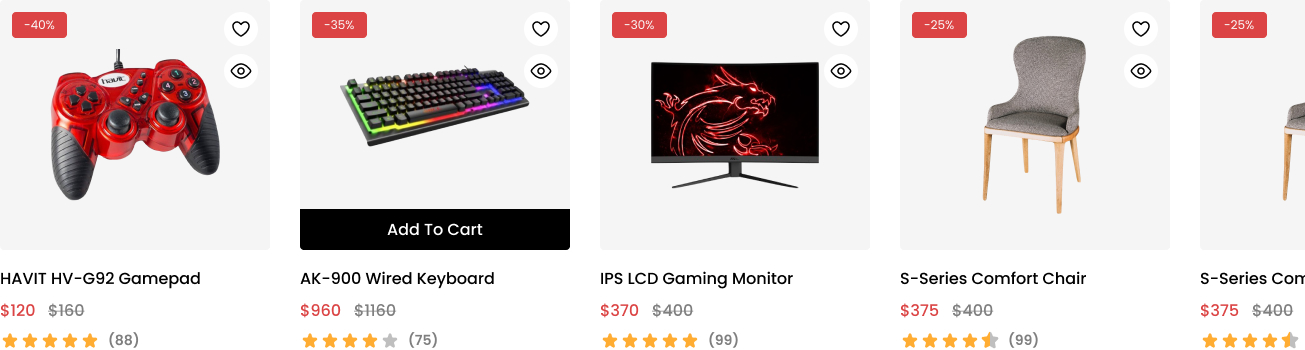 -40%
havit
HAVIT HV-G92 Gamepad
$120 $160
(88)
-35%
Add To Cart
AK-900 Wired Keyboard
$960 $1160
(75)
-30%
IPS LCD Gaming Monitor
$370 $400
(99)
-25%
S-Series Comfort Chair
$375 $400
(99)
-25%
S-Series Com
$375 $400